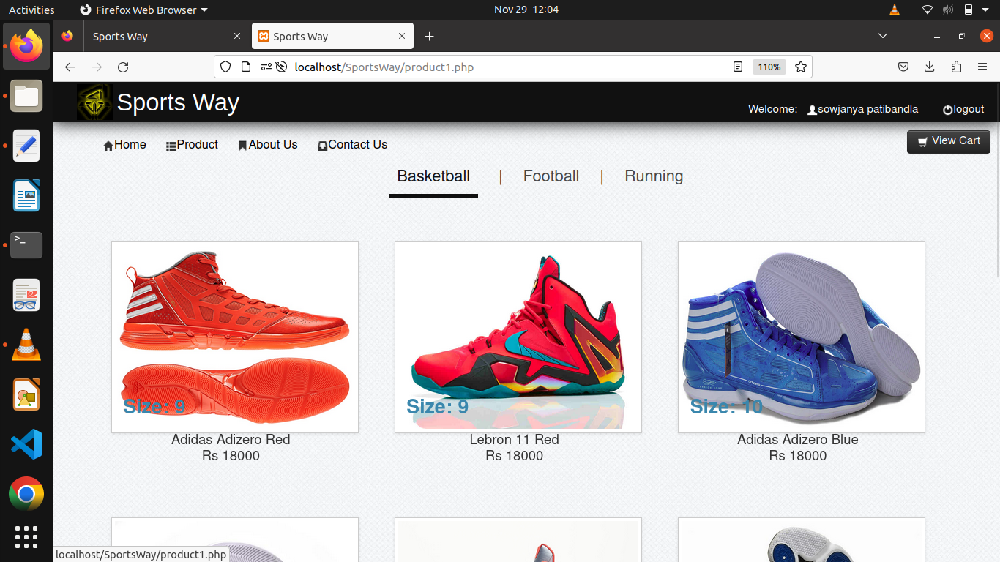 Activities Firefox Web Browser Nov 29 12:04
Sports Way Sports Way
localhost/SportsWay/product1.php 110%
Sports Way
Welcome: sowjanya patibandla logout
Home Product About Us Contact Us View Cart
Basketball | Football | Running
Size: 9 Size: 9 Size: 10
Adidas Adizero Red Lebron 11 Red Adidas Adizero Blue
Rs 18000 Rs 18000 Rs 18000
localhost/SportsWay/product1.php